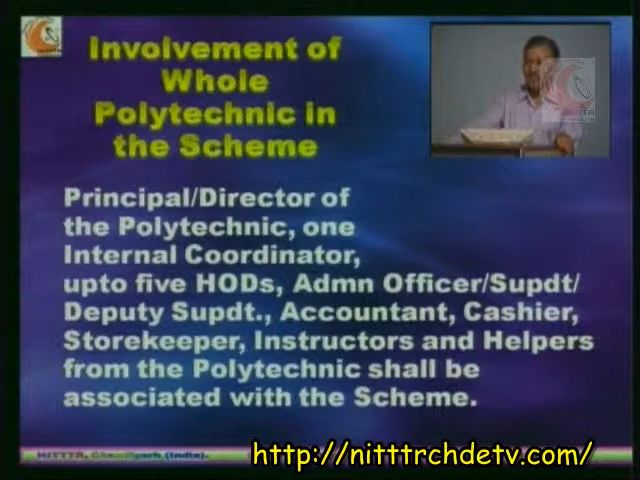 Involvement of
Whole
Polytechnic in
the Scheme
Principal/Director of
the Polytechnic, one
Internal Coordinator,
upto five HODs, Admn Officer/Supdt/
Deputy Supdt., Accountant, Cashier,
Storekeeper, Instructors and Helpers
from the Polytechnic shall be
associated with the Scheme.
NITTTR, Chandigarh,(India).
http://nitttrchdetv.com/